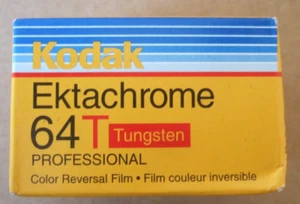 Kodak
Ektachrome
64T Tungsten
PROFESSIONAL
Color Reversal Film • Film couleur inversible